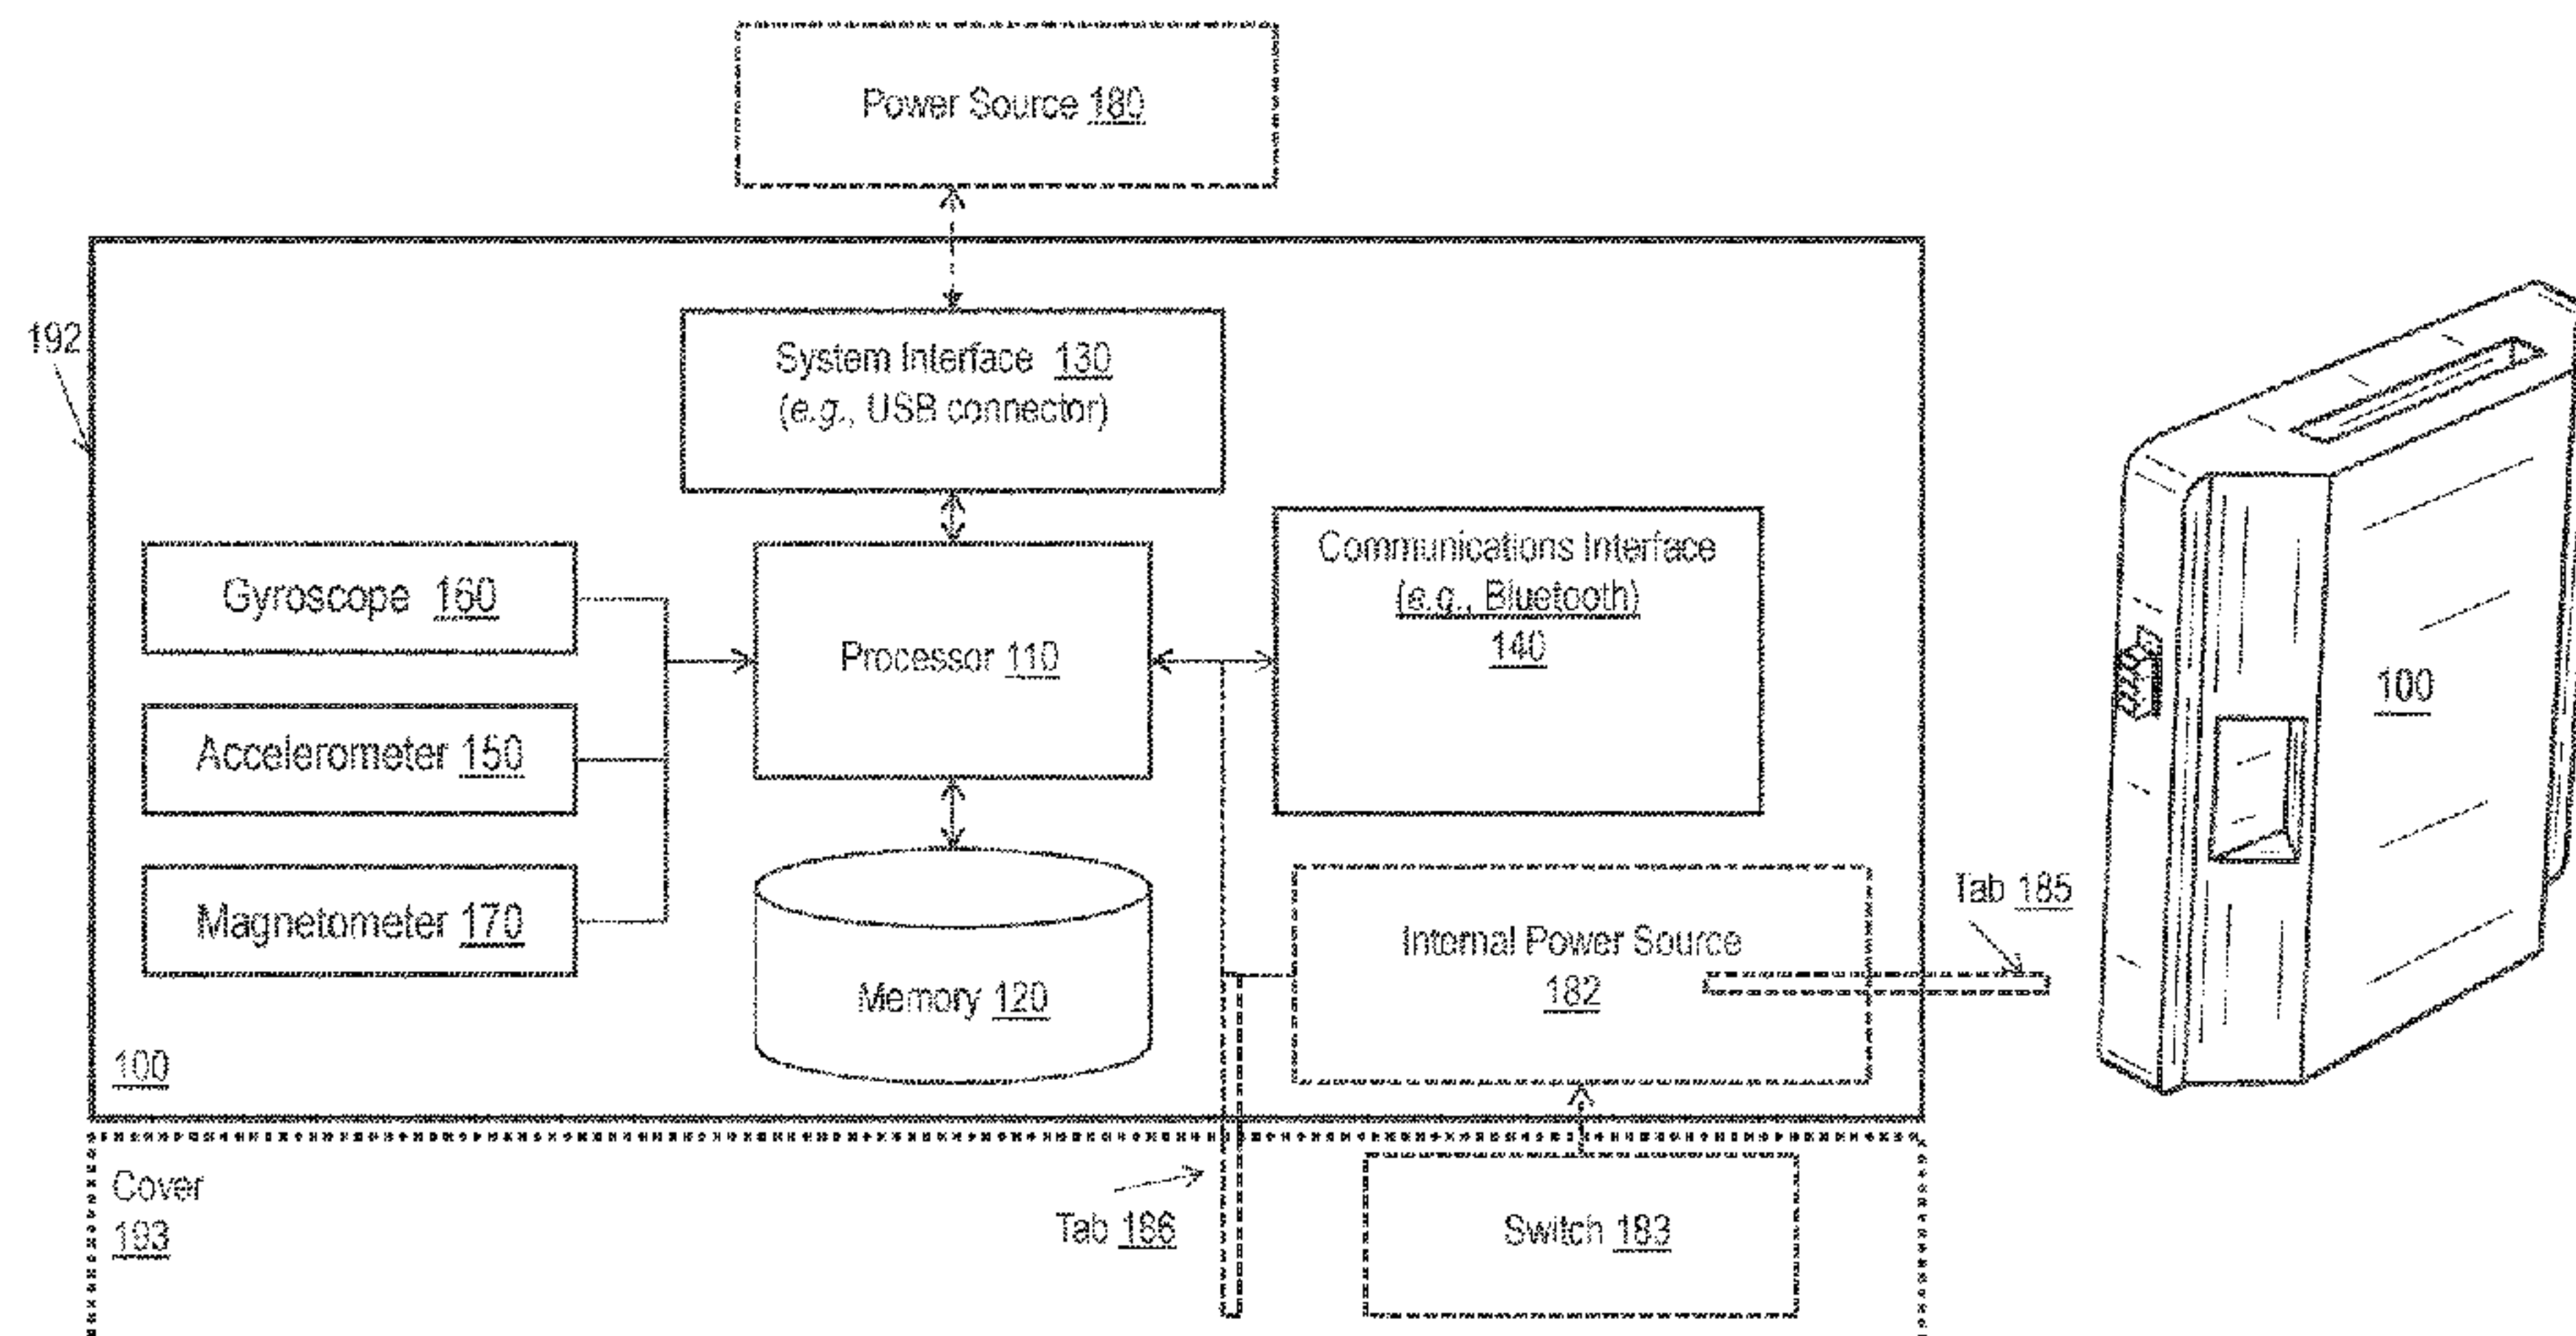 Power Source 180
192
System Interface 130
(e.g., USB connector)
Communications Interface
(e.g., Bluetooth)
140
Gyroscope 160
Processor 110
100
Accelerometer 150
Tab 185
Magnetometer 170
Internal Power Source
182
Memory 120
100
Cover
193
Tab 186
Switch 183